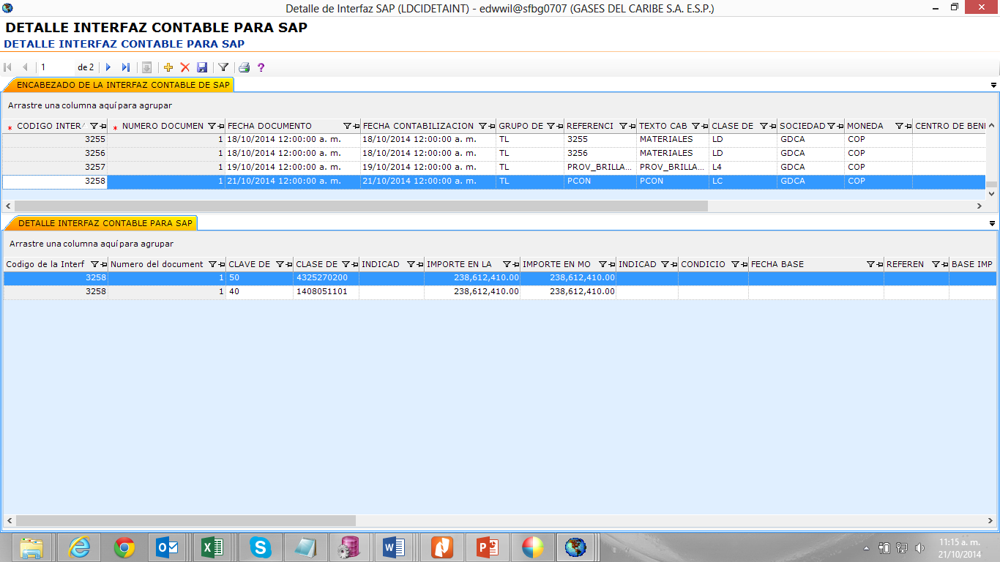 Detalle de Interfaz SAP (LDCIDETAINT) - edwwil@sfbg0707 (GASES DEL CARIBE S.A. E.S.P.)
DETALLE INTERFAZ CONTABLE PARA SAP
DETALLE INTERFAZ CONTABLE PARA SAP
1 de 2
ENCABEZADO DE LA INTERFAZ CONTABLE DE SAP
Arrastre una columna aquí para agrupar
CODIGO INTER NUMERO DOCUMEN FECHA DOCUMENTO FECHA CONTABILIZACION GRUPO DE REFERENCI TEXTO CAB CLASE DE SOCIEDAD MONEDA CENTRO DE BENI
3255 1 18/10/2014 12:00:00 a. m. 18/10/2014 12:00:00 a. m. TL 3255 MATERIALES LD GDCA COP
3256 1 18/10/2014 12:00:00 a. m. 18/10/2014 12:00:00 a. m. TL 3256 MATERIALES LD GDCA COP
3257 1 19/10/2014 12:00:00 a. m. 19/10/2014 12:00:00 a. m. TL PROV_BRILLA... PROV_BRILLA... L4 GDCA COP
3258 1 21/10/2014 12:00:00 a. m. 21/10/2014 12:00:00 a. m. TL PCON PCON LC GDCA COP
DETALLE INTERFAZ CONTABLE PARA SAP
Arrastre una columna aquí para agrupar
Codigo de la Interf Numero del document CLAVE DE CLASE DE INDICAD IMPORTE EN LA IMPORTE EN MO INDICAD CONDICIO FECHA BASE REFEREN BASE IMP
3258 1 50 4325270200 238,612,410.00 238,612,410.00
3258 1 40 1408051101 238,612,410.00 238,612,410.00
11:15 a. m.
21/10/2014